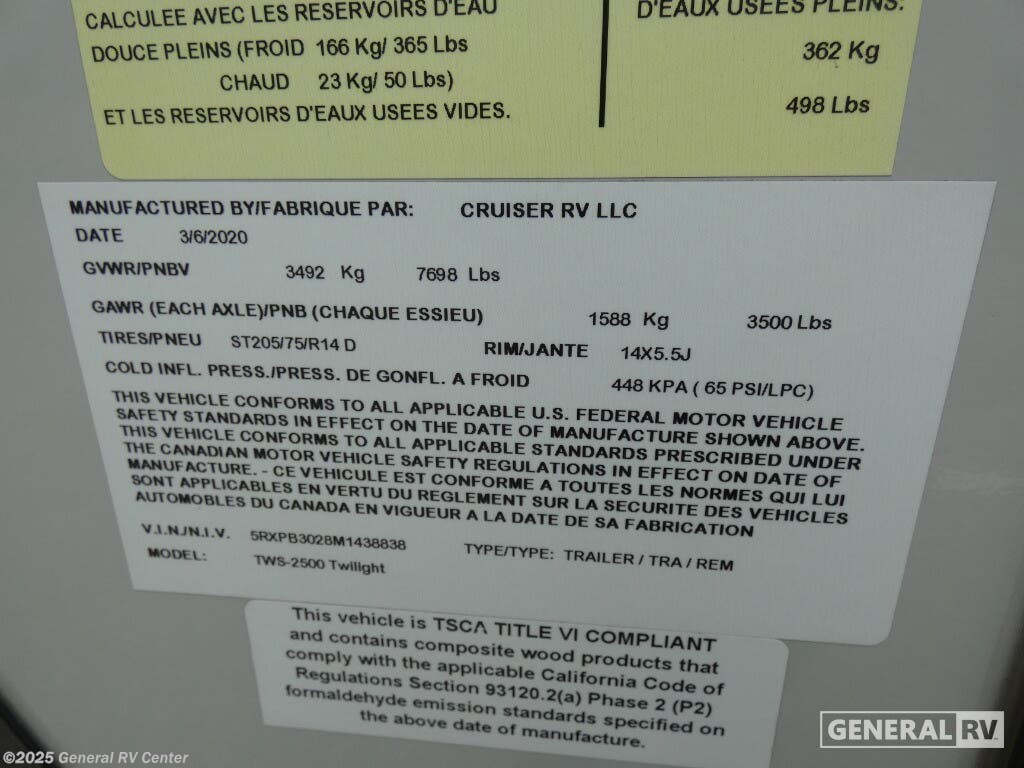 CALCULEE AVEC LES RESERVOIRS D'EAU
DOUCE PLEINS (FROID 166 Kg/ 365 Lbs
CHAUD 23 Kg/ 50 Lbs)
ET LES RESERVOIRS D'EAUX USEES VIDES.
D'EAUX USEES PLEINS:
362 Kg
498 Lbs
MANUFACTURED BY/FABRIQUE PAR: CRUISER RV LLC
DATE 3/6/2020
GVWR/PNBV 3492 Kg 7698 Lbs
GAWR (EACH AXLE)/PNB (CHAQUE ESSIEU) 1588 Kg 3500 Lbs
TIRES/PNEU ST205/75/R14 D RIM/JANTE 14X5.5J
COLD INFL. PRESS./PRESS. DE GONFL. A FROID 448 KPA ( 65 PSI/LPC)
THIS VEHICLE CONFORMS TO ALL APPLICABLE U.S. FEDERAL MOTOR VEHICLE
SAFETY STANDARDS IN EFFECT ON THE DATE OF MANUFACTURE SHOWN ABOVE.
THIS VEHICLE CONFORMS TO ALL APPLICABLE STANDARDS PRESCRIBED UNDER
THE CANADIAN MOTOR VEHICLE SAFETY REGULATIONS IN EFFECT ON DATE OF
MANUFACTURE. - CE VEHICULE EST CONFORME A TOUTES LES NORMES QUI LUI
SONT APPLICABLES EN VERTU DU REGLEMENT SUR LA SECURITE DES VEHICLES
AUTOMOBILES DU CANADA EN VIGUEUR A LA DATE DE SA FABRICATION
V.I.N./N.I.V. 5RXPB3028M1438838 TYPE/TYPE: TRAILER / TRA / REM
MODEL: TWS-2500 Twilight
This vehicle is TSCA TITLE VI COMPLIANT
and contains composite wood products that
comply with the applicable California Code of
Regulations Section 93120.2(a) Phase 2 (P2)
formaldehyde emission standards specified on
the above date of manufacture.
GENERAL RV
©2025 General RV Center